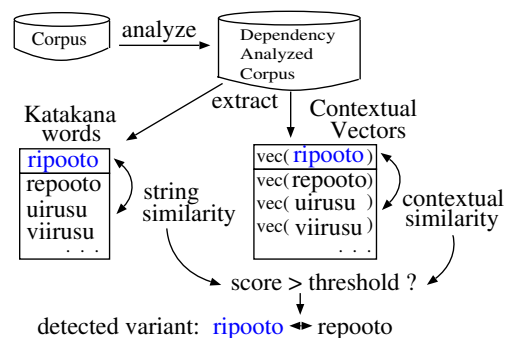 Corpus
analyze
Dependency
Analyzed
Corpus
extract
Katakana
words
ripooto
repooto
uirusu
viirusu
. . .
string
similarity
Contextual
Vectors
vec( ripooto )
vec( repooto)
vec( uirusu )
vec( viirusu )
. . .
contextual
similarity
score > threshold ?
detected variant: ripooto repooto